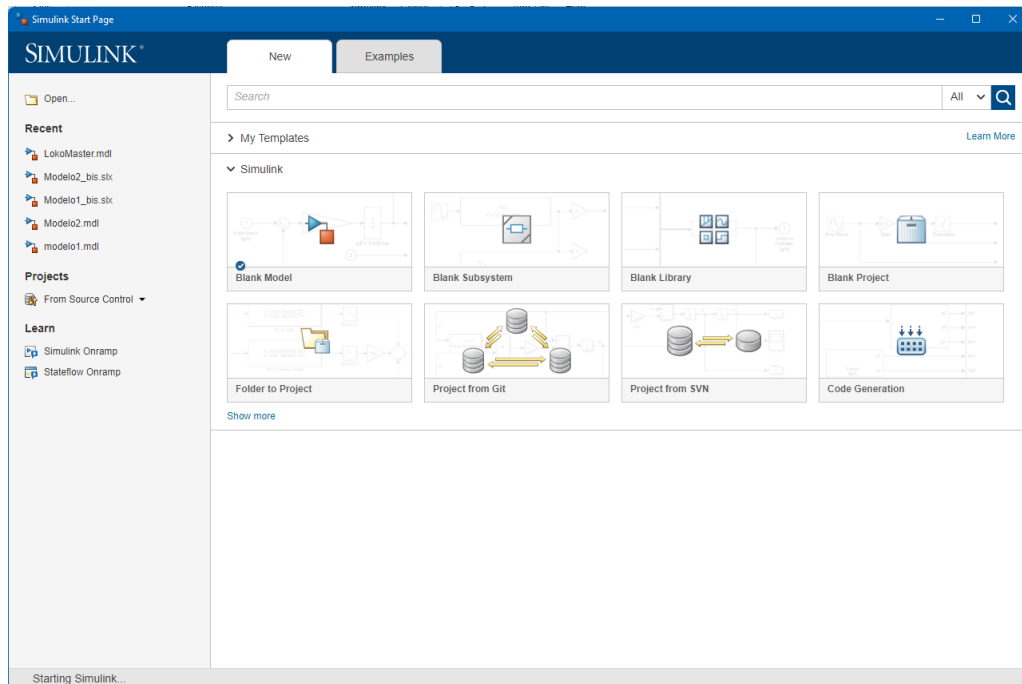 Simulink Start Page
SIMULINK®
New
Examples
Open...
Search
All
Recent
My Templates
Learn More
LokoMaster.mdl
Modelo2_bis.slx
Simulink
Modelo1_bis.slx
Modelo2.mdl
modelo1.mdl
Blank Model
Blank Subsystem
Blank Library
Blank Project
Projects
From Source Control
Learn
Simulink Onramp
Stateflow Onramp
Folder to Project
Project from Git
Project from SVN
Code Generation
Show more
Starting Simulink...